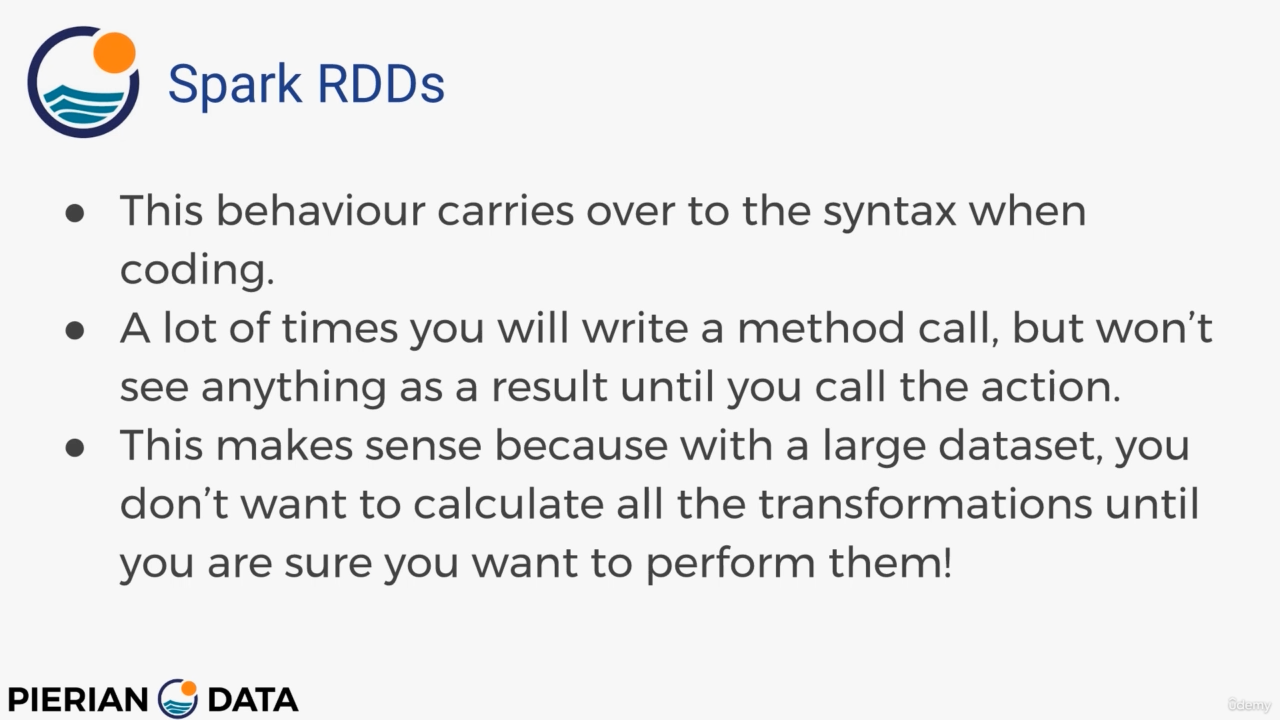 Spark RDDs
● This behaviour carries over to the syntax when
coding.
● A lot of times you will write a method call, but won’t
see anything as a result until you call the action.
● This makes sense because with a large dataset, you
don’t want to calculate all the transformations until
you are sure you want to perform them!
PIERIAN DATA
ûdemy